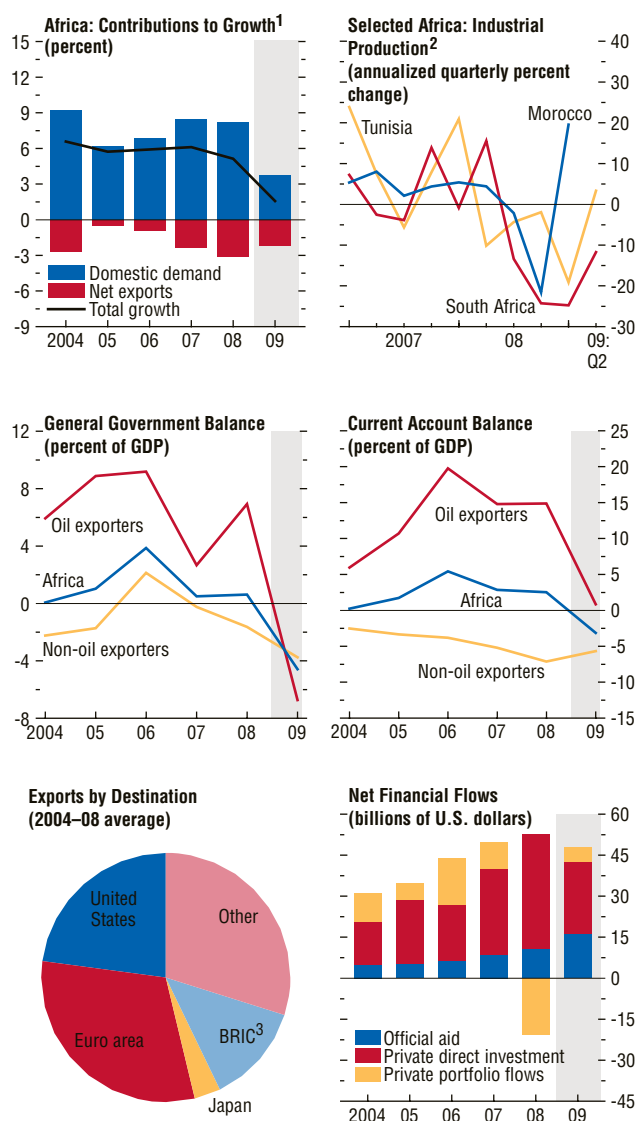 Africa: Contributions to Growth1
(percent)
15
12
9
6
3
0
-3
-6
-9
Domestic demand
Net exports
Total growth
2004 05 06 07 08 09
Selected Africa: Industrial
Production2
(annualized quarterly percent
change)
40
30
20
10
0
-10
-20
-30
Tunisia
Morocco
South Africa
2007 08 09:
Q2
General Government Balance
(percent of GDP)
12
8
4
0
-4
-8
Oil exporters
Africa
Non-oil exporters
2004 05 06 07 08 09
Current Account Balance
(percent of GDP)
25
20
15
10
5
0
-5
-10
-15
Oil exporters
Africa
Non-oil exporters
2004 05 06 07 08 09
Exports by Destination
(2004–08 average)
United
States
Other
Euro area
BRIC3
Japan
Net Financial Flows
(billions of U.S. dollars)
60
45
30
15
0
-15
-30
-45
Official aid
Private direct investment
Private portfolio flows
2004 05 06 07 08 09